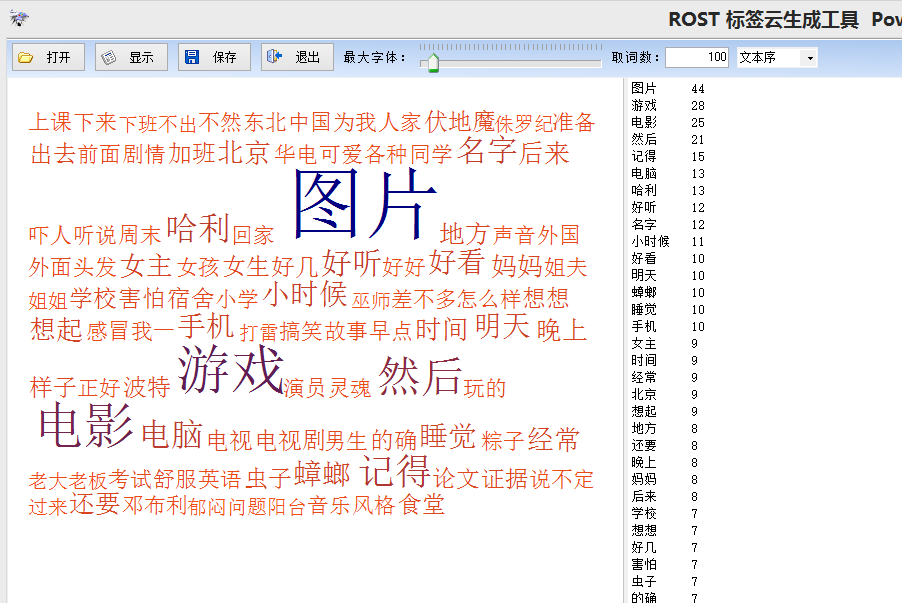 ROST 标签云生成工具 Pow
打开 显示 保存 退出 最大字体： 取词数： 100 文本序
上课下来下班不出不然东北中国为我人家伏地魔侏罗纪准备
出去前面剧情加班北京华电可爱各种同学名字后来
吓人听说周末哈利回家图片地方声音外国
外面头发女主女孩女生好几好听好好好看妈妈姐夫
姐姐学校害怕宿舍小学小时候巫师差不多怎么样想想
想起感冒我一手机打雷搞笑故事早点时间明天晚上
样子正好波特游戏演员灵魂然后玩的
电影电脑电视电视剧男生的确睡觉粽子经常
老大老板考试舒服英语虫子蟑螂记得论文证据说不定
过来还要邓布利郁闷问题阳台音乐风格食堂
图片 44
游戏 28
电影 25
然后 21
记得 15
电脑 13
哈利 13
好听 12
名字 12
小时候 11
好看 10
明天 10
蟑螂 10
睡觉 10
手机 10
女主 9
时间 9
经常 9
北京 9
想起 9
地方 8
还要 8
晚上 8
妈妈 8
后来 8
学校 7
想想 7
好几 7
害怕 7
虫子 7
的确 7